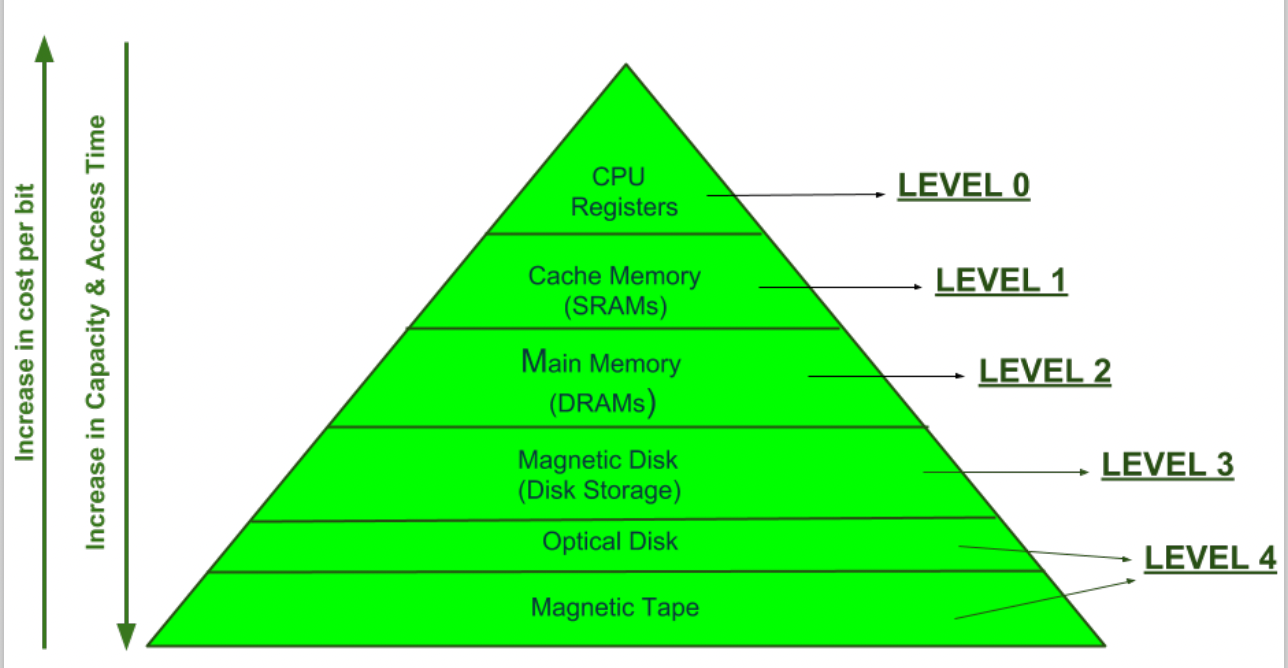 Increase in cost per bit
Increase in Capacity & Access Time
CPU
Registers
LEVEL 0
Cache Memory
(SRAMs)
LEVEL 1
Main Memory
(DRAMs)
LEVEL 2
Magnetic Disk
(Disk Storage)
LEVEL 3
Optical Disk
LEVEL 4
Magnetic Tape